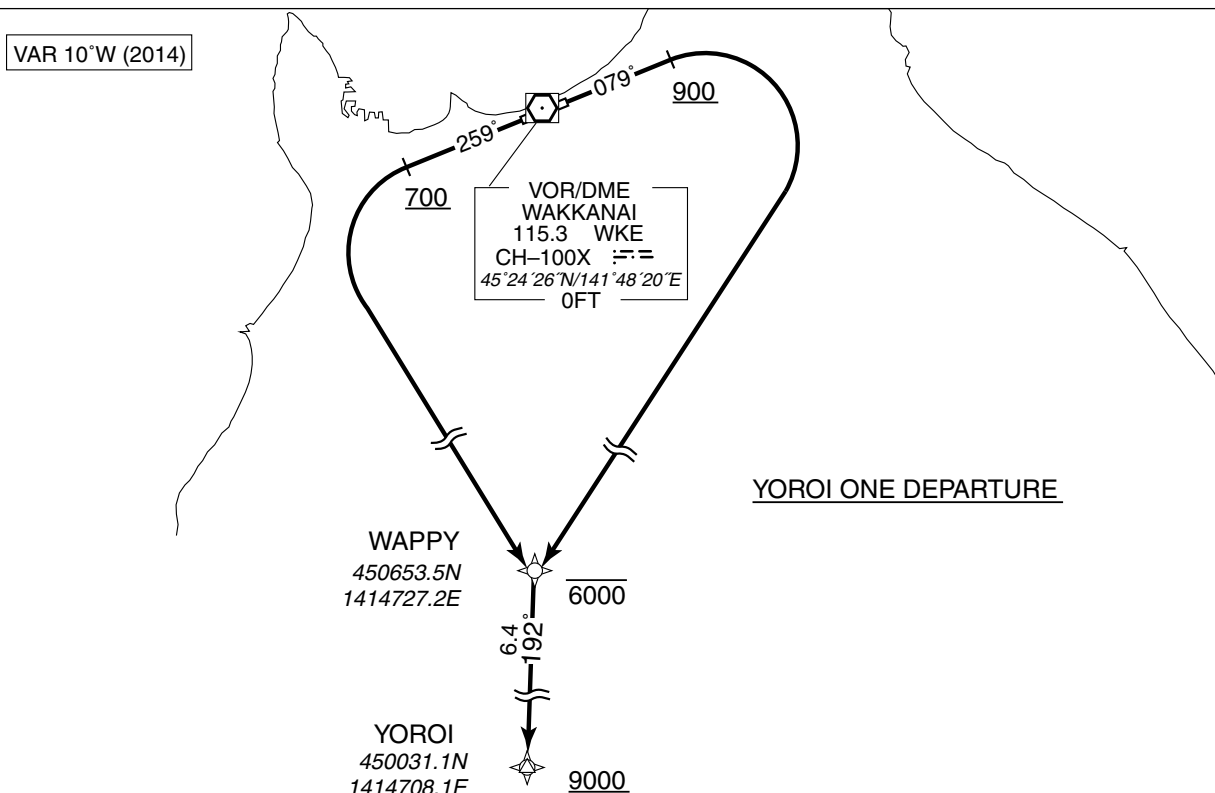 VAR 10°W (2014)
079°
900
259°
700
VOR/DME
WAKKANAI
115.3 WKE
CH–100X
45°24´26˝N/141°48´20˝E
0FT
YOROI ONE DEPARTURE
WAPPY
450653.5N
1414727.2E
6000
6.4
192°
YOROI
450031.1N
1414708.1E
9000